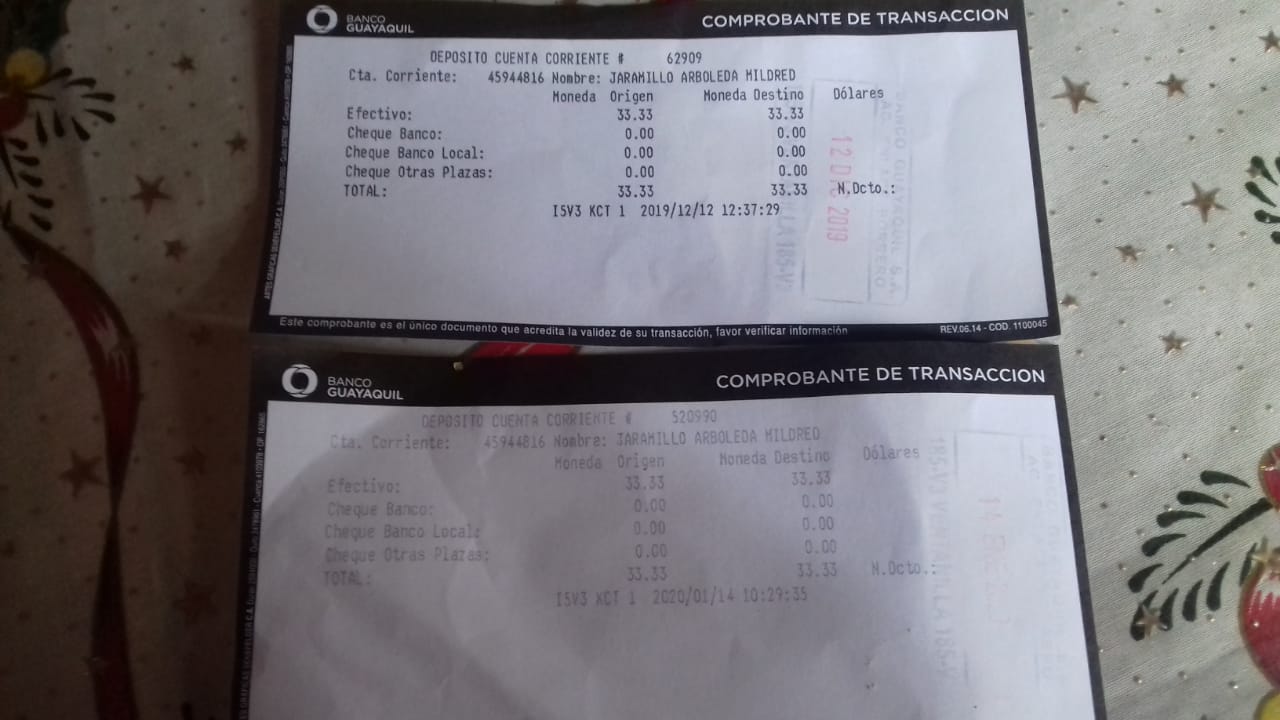 BANCO
GUAYAQUIL
COMPROBANTE DE TRANSACCION
DEPOSITO CUENTA CORRIENTE # 62909
Cta. Corriente: 45944816 Nombre: JARAMILLO ARBOLEDA MILDRED
Moneda Origen Moneda Destino Dólares
Efectivo: 33.33 33.33
Cheque Banco: 0.00 0.00
Cheque Banco Local: 0.00 0.00
Cheque Otras Plazas: 0.00 0.00
TOTAL: 33.33 33.33 N.Dcto.:
I5V3 KCT 1 2019/12/12 12:37:29
BANCO GUAYAQUIL S.A.
12 DIC 2019
Este comprobante es el único documento que acredita la validez de su transacción, favor verificar información
REV.06.14 - COD. 1100045
BANCO
GUAYAQUIL
COMPROBANTE DE TRANSACCION
DEPOSITO CUENTA CORRIENTE # 520990
Cta. Corriente: 45944816 Nombre: JARAMILLO ARBOLEDA MILDRED
Moneda Origen Moneda Destino Dólares
Efectivo: 33.33 33.33
Cheque Banco: 0.00 0.00
Cheque Banco Local: 0.00 0.00
Cheque Otras Plazas: 0.00 0.00
TOTAL: 33.33 33.33 N.Dcto.:
I5V3 KCT 1 2020/01/14 10:29:35
185-V3 VENTANILLA 185-V